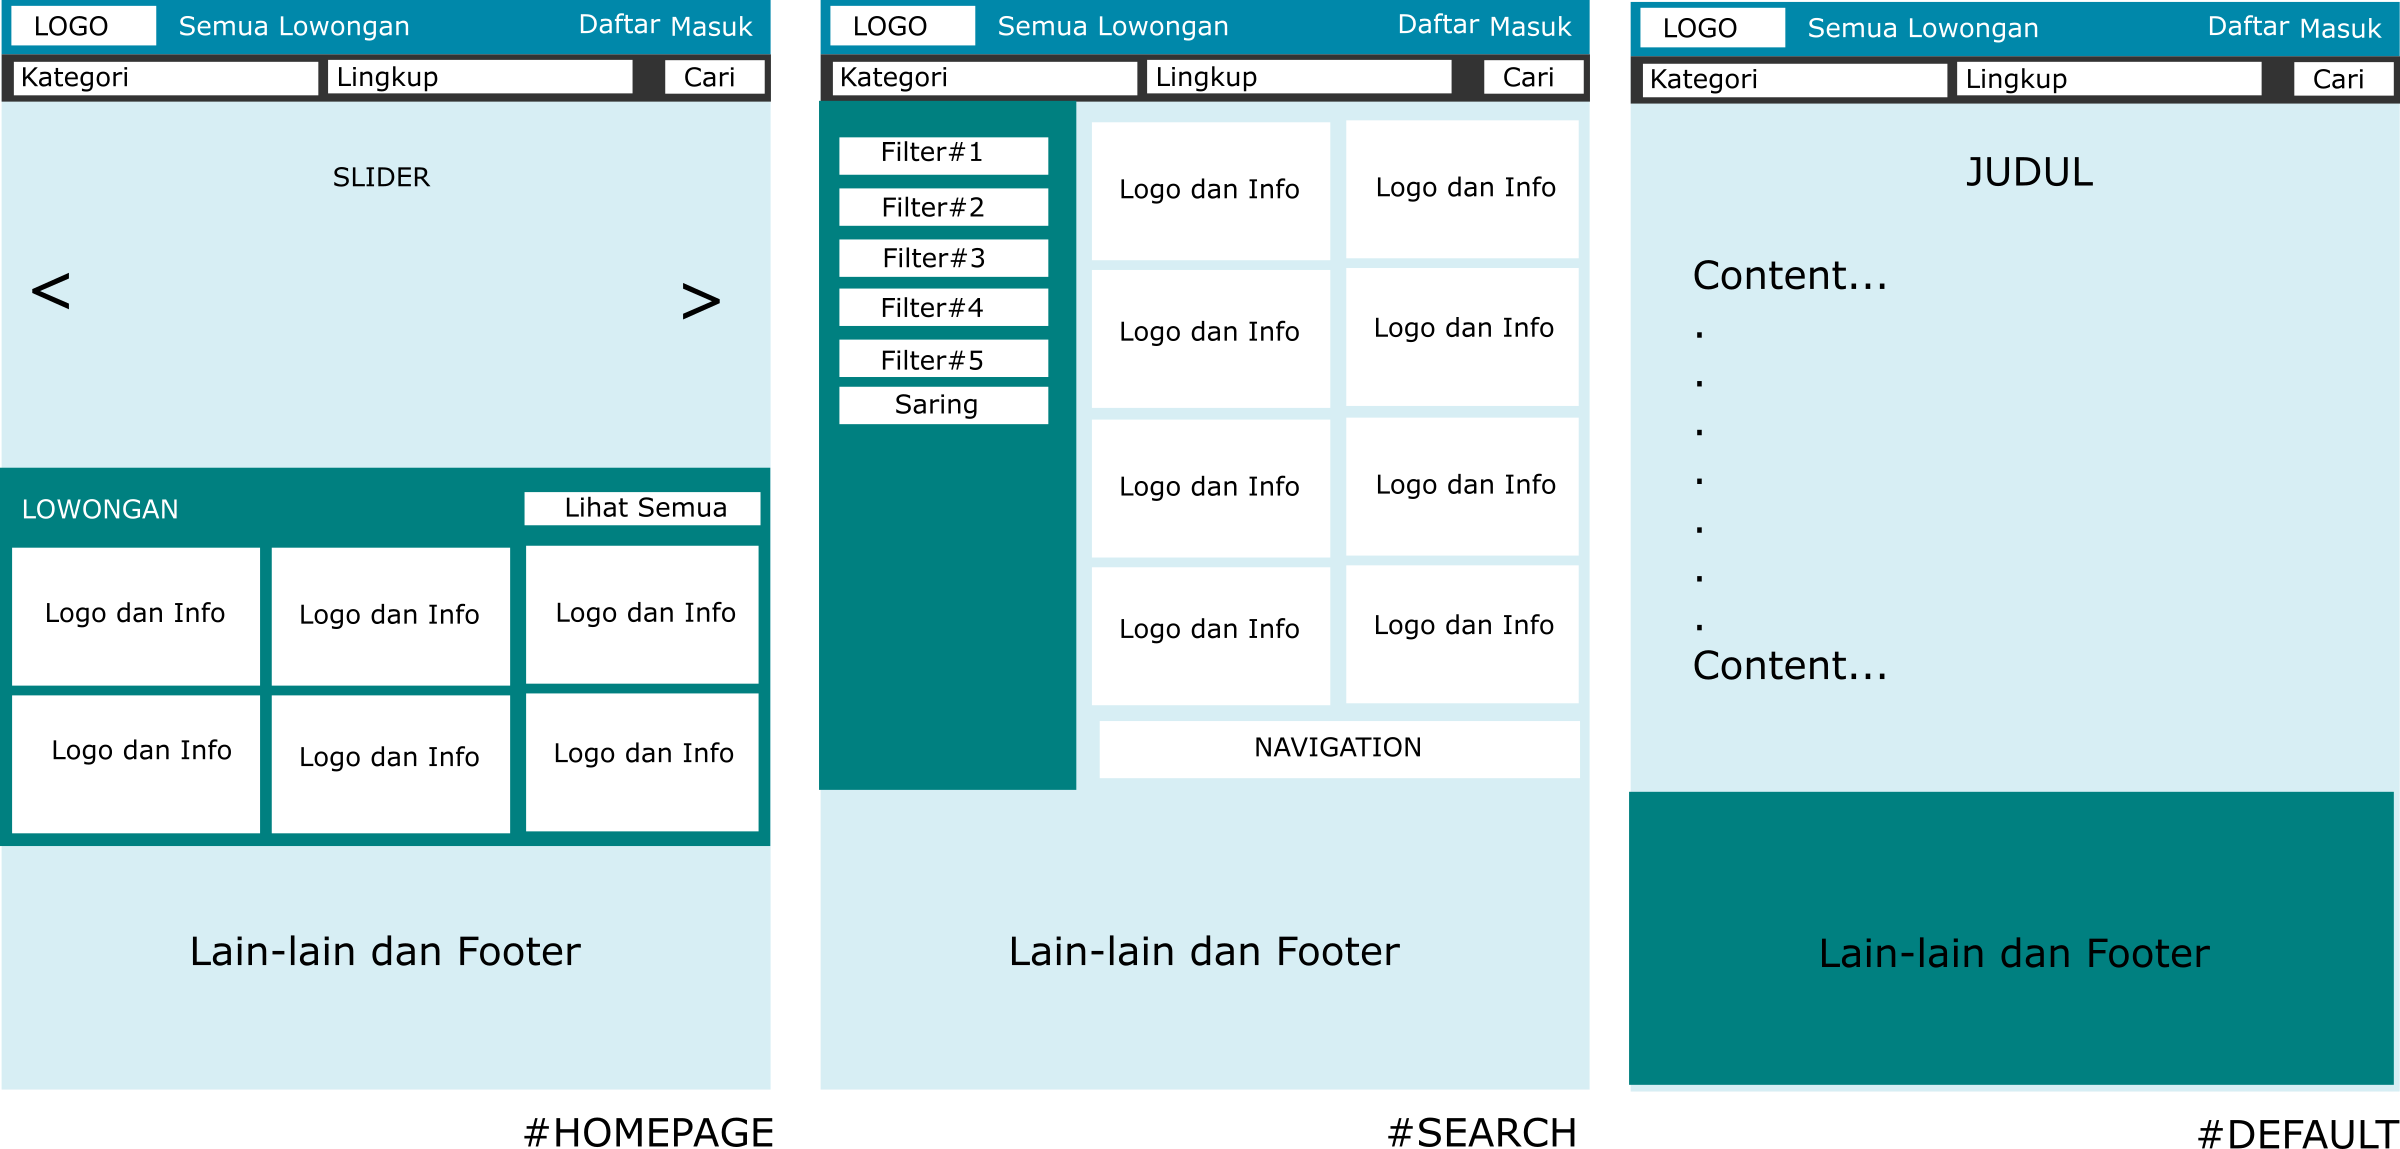 LOGO Semua Lowongan Daftar Masuk
Kategori Lingkup Cari
SLIDER
< >
LOWONGAN Lihat Semua
Logo dan Info Logo dan Info Logo dan Info
Logo dan Info Logo dan Info Logo dan Info
Lain-lain dan Footer
#HOMEPAGE
LOGO Semua Lowongan Daftar Masuk
Kategori Lingkup Cari
Filter#1
Filter#2
Filter#3
Filter#4
Filter#5
Saring
Logo dan Info Logo dan Info
Logo dan Info Logo dan Info
Logo dan Info Logo dan Info
Logo dan Info Logo dan Info
NAVIGATION
Lain-lain dan Footer
#SEARCH
LOGO Semua Lowongan Daftar Masuk
Kategori Lingkup Cari
JUDUL
Content...
.
.
.
.
.
.
.
Content...
Lain-lain dan Footer
#DEFAULT